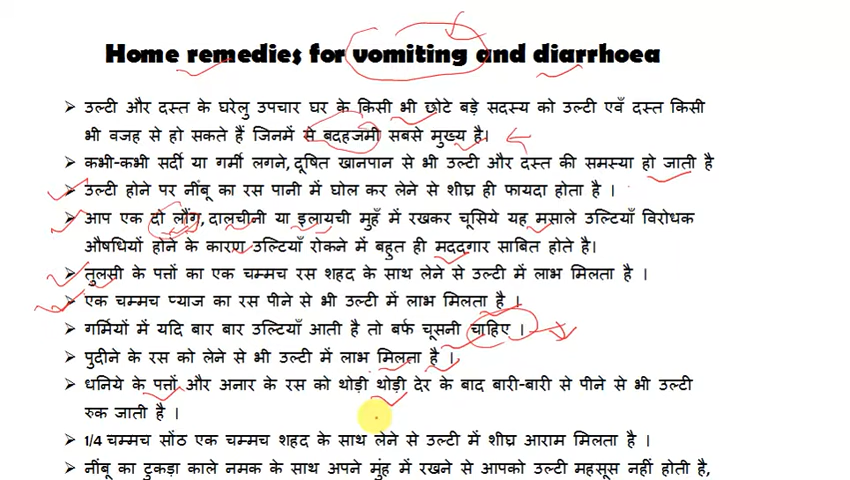 Home remedies for vomiting and diarrhoea
➢ उल्टी और दस्त के घरेलु उपचार घर के किसी भी छोटे बड़े सदस्य को उल्टी एवँ दस्त किसी
भी वजह से हो सकते हैं जिनमें से बदहजमी सबसे मुख्य है।
➢ कभी-कभी सर्दी या गर्मी लगने, दूषित खानपान से भी उल्टी और दस्त की समस्या हो जाती है
➢ उल्टी होने पर नींबू का रस पानी में घोल कर लेने से शीघ्र ही फायदा होता है ।
➢ आप एक दो लौंग, दालचीनी या इलायची मुहँ में रखकर चूसिये यह मसाले उल्टियाँ विरोधक
औषधियों होने के कारण उल्टियाँ रोकने में बहुत ही मददगार साबित होते है।
➢ तुलसी के पत्तों का एक चम्मच रस शहद के साथ लेने से उल्टी में लाभ मिलता है ।
➢ एक चम्मच प्याज का रस पीने से भी उल्टी में लाभ मिलता है ।
➢ गर्मियों में यदि बार बार उल्टियाँ आती है तो बर्फ चूसनी चाहिए ।
➢ पुदीने के रस को लेने से भी उल्टी में लाभ मिलता है ।
➢ धनिये के पत्तों और अनार के रस को थोड़ी थोड़ी देर के बाद बारी-बारी से पीने से भी उल्टी
रुक जाती है ।
➢ 1/4 चम्मच सोंठ एक चम्मच शहद के साथ लेने से उल्टी में शीघ्र आराम मिलता है ।
➢ नींबू का टुकड़ा काले नमक के साथ अपने मुंह में रखने से आपको उल्टी महसूस नहीं होती है,